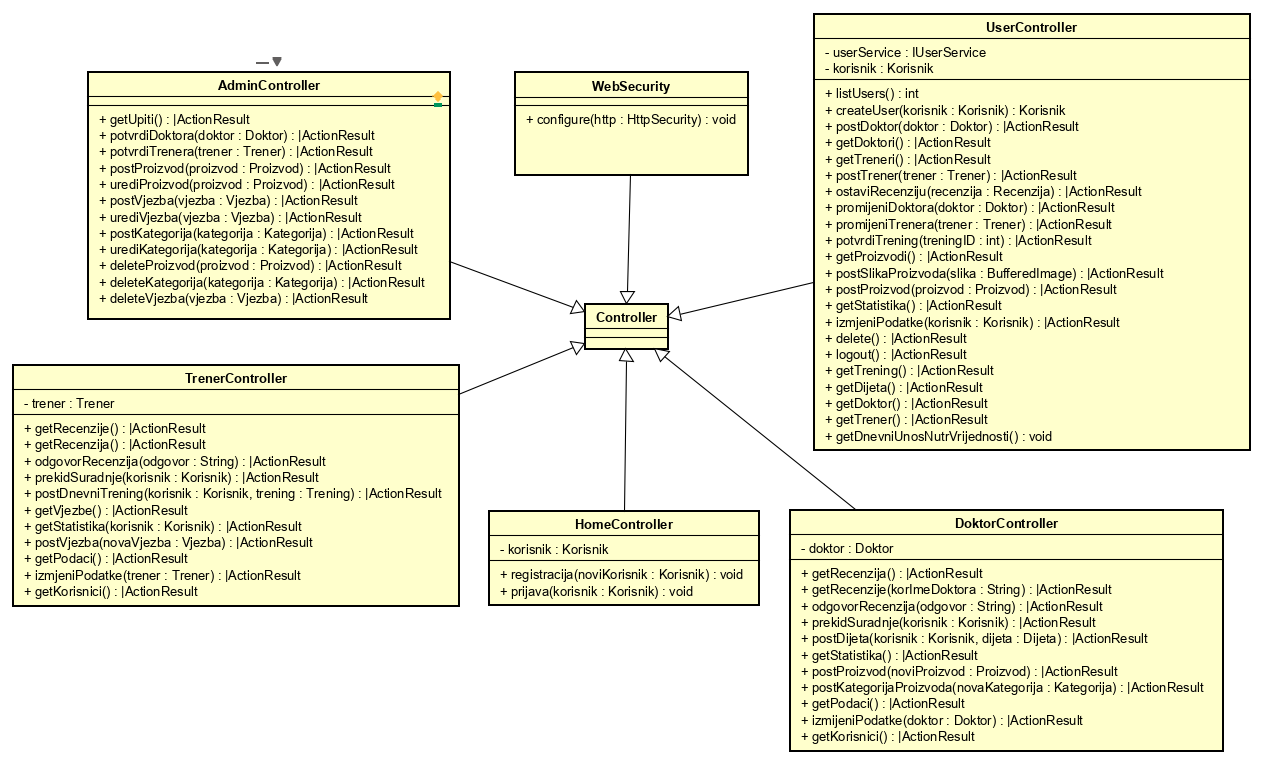 AdminController
+ getUpiti() : |ActionResult
+ potvrdiDoktora(doktor : Doktor) : |ActionResult
+ potvrdiTrenera(trener : Trener) : |ActionResult
+ postProizvod(proizvod : Proizvod) : |ActionResult
+ urediProizvod(proizvod : Proizvod) : |ActionResult
+ postVjezba(vjezba : Vjezba) : |ActionResult
+ urediVjezba(vjezba : Vjezba) : |ActionResult
+ postKategorija(kategorija : Kategorija) : |ActionResult
+ urediKategorija(kategorija : Kategorija) : |ActionResult
+ deleteProizvod(proizvod : Proizvod) : |ActionResult
+ deleteKategorija(kategorija : Kategorija) : |ActionResult
+ deleteVjezba(vjezba : Vjezba) : |ActionResult
WebSecurity
+ configure(http : HttpSecurity) : void
UserController
- userService : IUserService
- korisnik : Korisnik
+ listUsers() : int
+ createUser(korisnik : Korisnik) : Korisnik
+ postDoktor(doktor : Doktor) : |ActionResult
+ getDoktori() : |ActionResult
+ getTreneri() : |ActionResult
+ postTrener(trener : Trener) : |ActionResult
+ ostaviRecenziju(recenzija : Recenzija) : |ActionResult
+ promijeniDoktora(doktor : Doktor) : |ActionResult
+ promijeniTrenera(trener : Trener) : |ActionResult
+ potvrdiTrening(treningID : int) : |ActionResult
+ getProizvodi() : |ActionResult
+ postSlikaProizvoda(slika : BufferedImage) : |ActionResult
+ postProizvod(proizvod : Proizvod) : |ActionResult
+ getStatistika() : |ActionResult
+ izmjeniPodatke(korisnik : Korisnik) : |ActionResult
+ delete() : |ActionResult
+ logout() : |ActionResult
+ getTrening() : |ActionResult
+ getDijeta() : |ActionResult
+ getDoktor() : |ActionResult
+ getTrener() : |ActionResult
+ getDnevniUnosNutrVrijednosti() : void
Controller
TrenerController
- trener : Trener
+ getRecenzije() : |ActionResult
+ getRecenzija() : |ActionResult
+ odgovorRecenzija(odgovor : String) : |ActionResult
+ prekidSuradnje(korisnik : Korisnik) : |ActionResult
+ postDnevniTrening(korisnik : Korisnik, trening : Trening) : |ActionResult
+ getVjezbe() : |ActionResult
+ getStatistika(korisnik : Korisnik) : |ActionResult
+ postVjezba(novaVjezba : Vjezba) : |ActionResult
+ getPodaci() : |ActionResult
+ izmjeniPodatke(trener : Trener) : |ActionResult
+ getKorisnici() : |ActionResult
HomeController
- korisnik : Korisnik
+ registracija(noviKorisnik : Korisnik) : void
+ prijava(korisnik : Korisnik) : void
DoktorController
- doktor : Doktor
+ getRecenzija() : |ActionResult
+ getRecenzije(korImeDoktora : String) : |ActionResult
+ odgovorRecenzija(odgovor : String) : |ActionResult
+ prekidSuradnje(korisnik : Korisnik) : |ActionResult
+ postDijeta(korisnik : Korisnik, dijeta : Dijeta) : |ActionResult
+ getStatistika() : |ActionResult
+ postProizvod(noviProizvod : Proizvod) : |ActionResult
+ postKategorijaProizvoda(novaKategorija : Kategorija) : |ActionResult
+ getPodaci() : |ActionResult
+ izmijeniPodatke(doktor : Doktor) : |ActionResult
+ getKorisnici() : |ActionResult